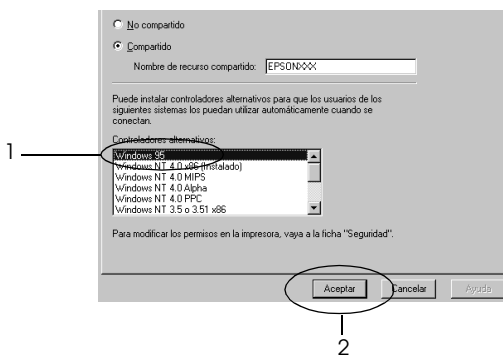 No compartido
Compartido
Nombre de recurso compartido: EPSONXXX
Puede instalar controladores alternativos para que los usuarios de los
siguientes sistemas los puedan utilizar automáticamente cuando se
conectan.
Controladores alternativos:
1
Windows 95
Windows NT 4.0 x86 (Instalado)
Windows NT 4.0 MIPS
Windows NT 4.0 Alpha
Windows NT 4.0 PPC
Windows NT 3.5 o 3.51 x86
Para modificar los permisos en la impresora, vaya a la ficha "Seguridad".
Aceptar Cancelar Ayuda
2